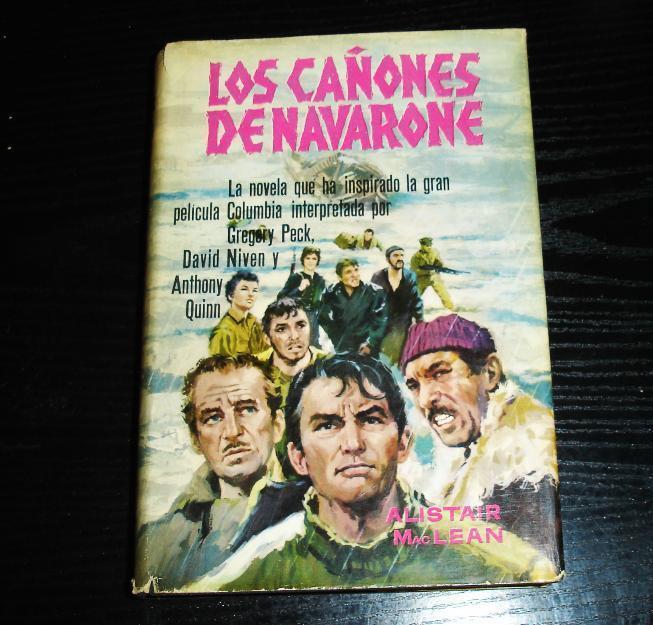 LOS CAÑONES
DE NAVARONE
La novela que ha inspirado la gran
película Columbia interpretada por
Gregory Peck,
David Niven y
Anthony
Quinn
ALISTAIR
MacLEAN